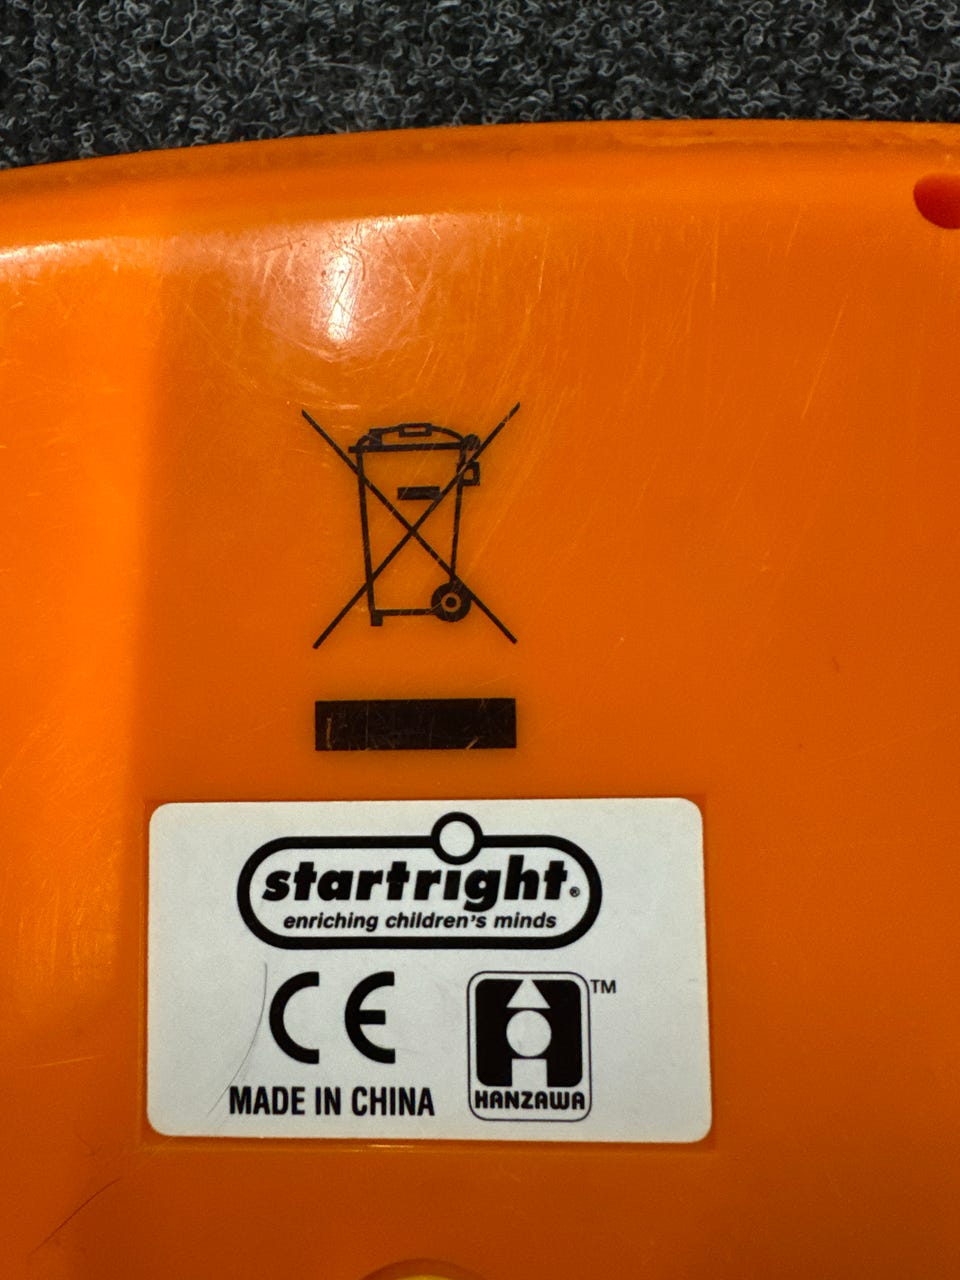 startright®
enriching children's minds
CE
TM
MADE IN CHINA
HANZAWA